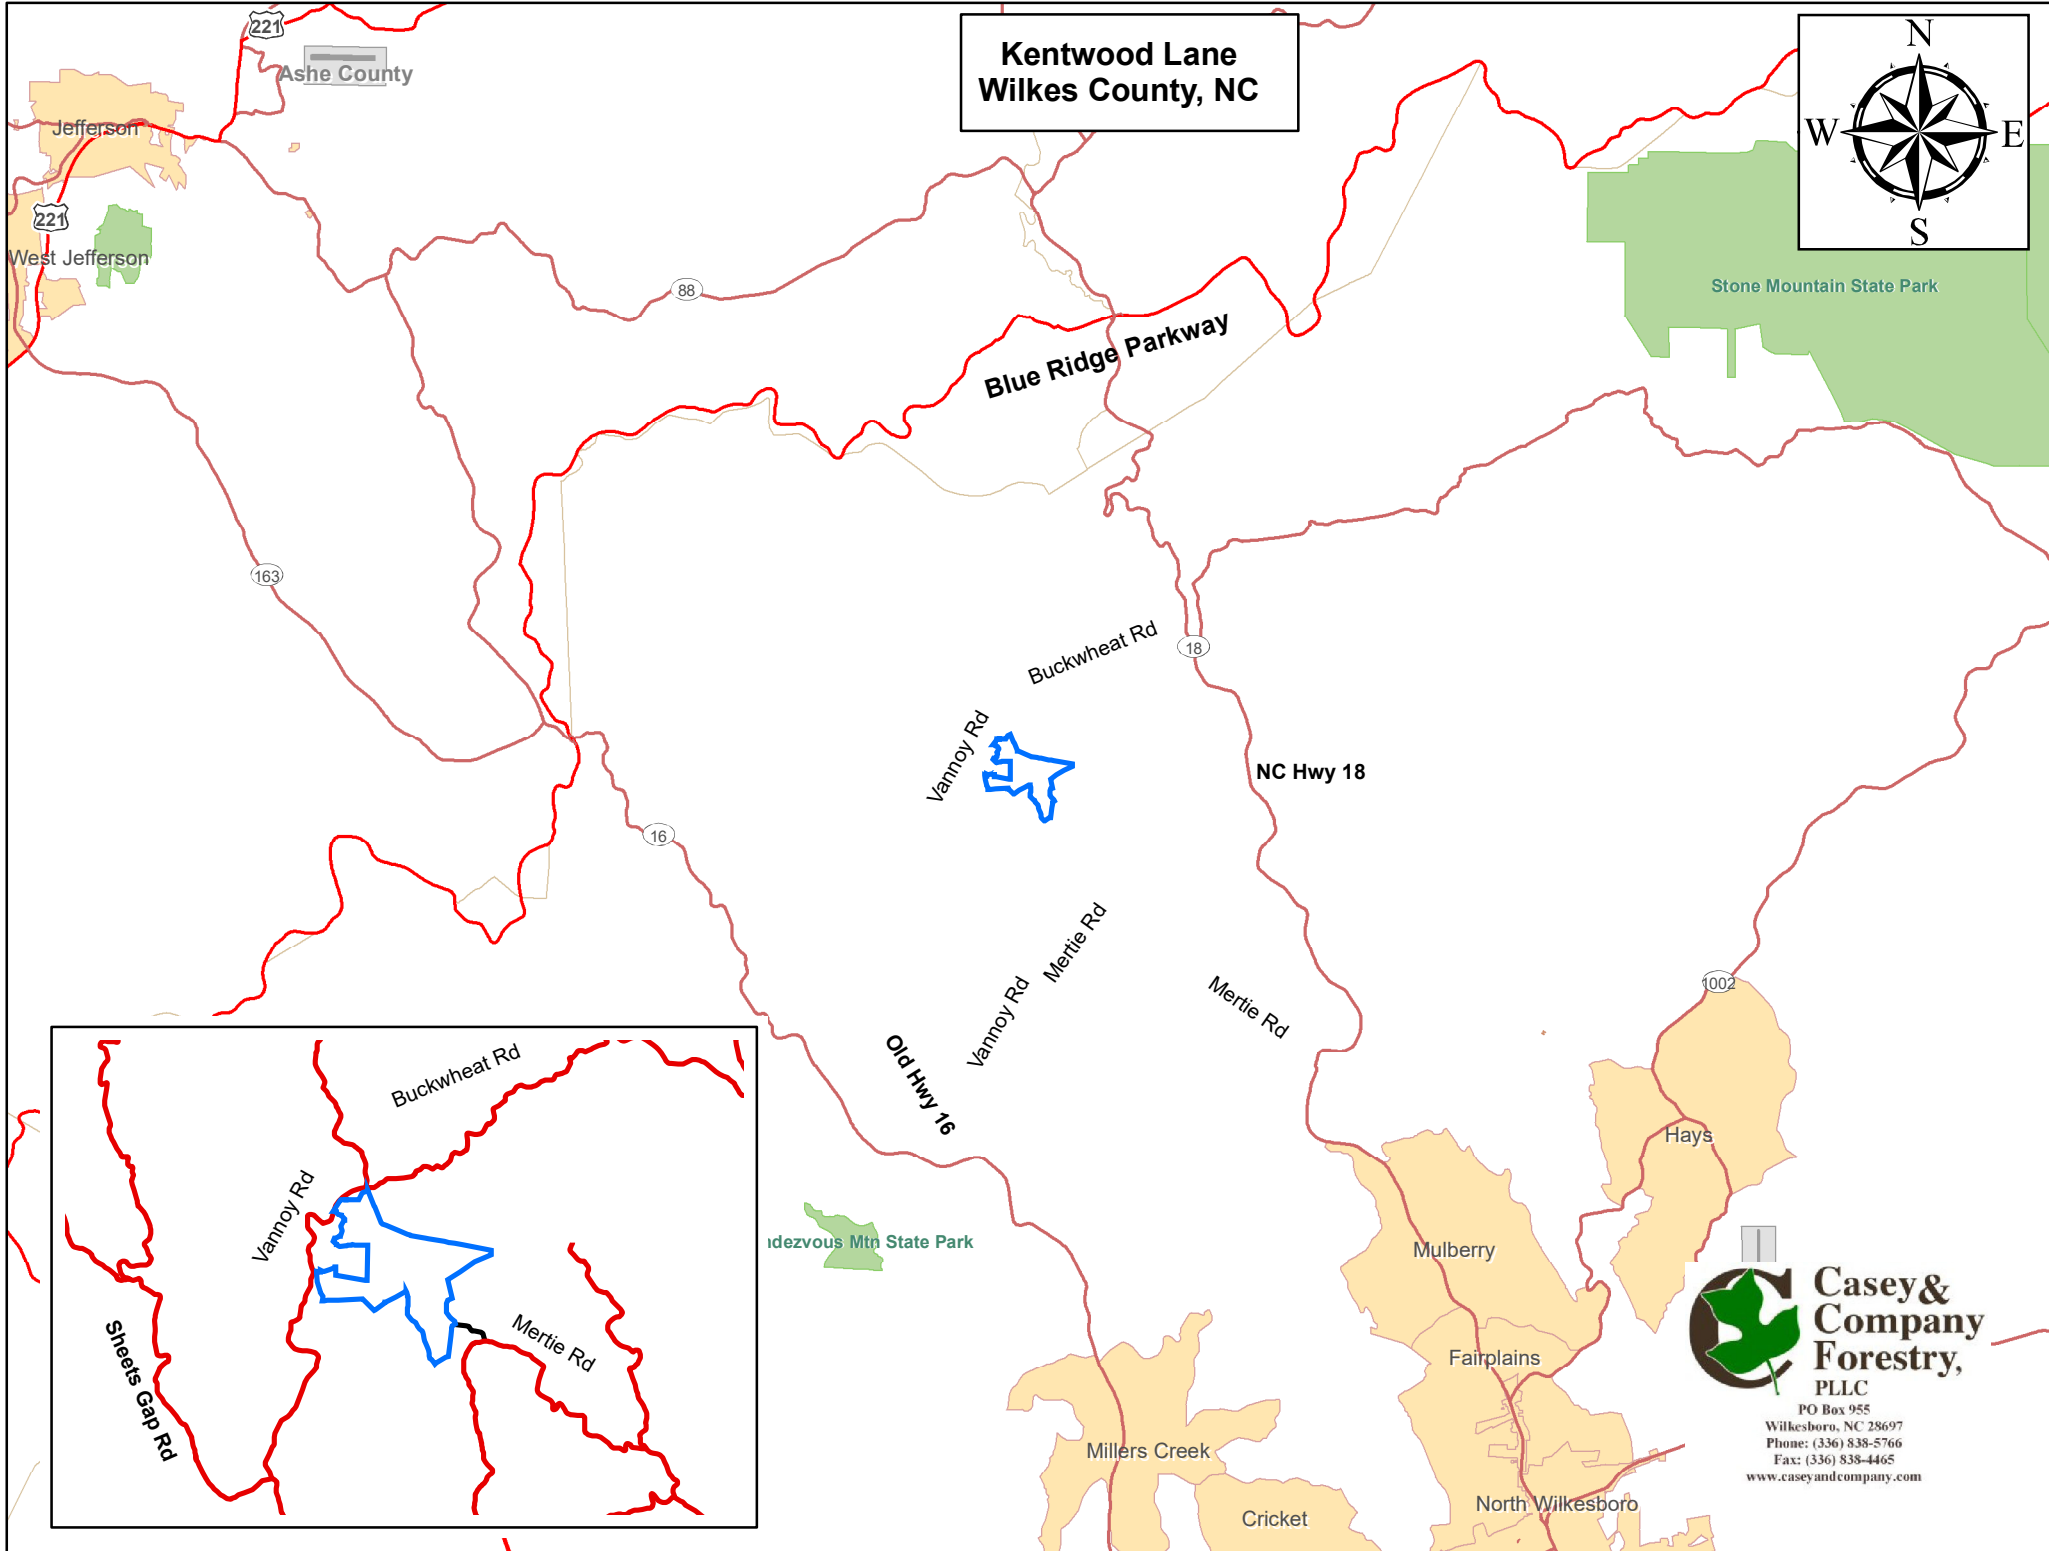 Kentwood Lane
Wilkes County, NC
N
W
E
S
221
Ashe County
Jefferson
221
West Jefferson
88
Stone Mountain State Park
Blue Ridge Parkway
163
Buckwheat Rd
18
Vannoy Rd
NC Hwy 18
16
Mertie Rd
Vannoy Rd
Mertie Rd
1002
Old Hwy 16
Buckwheat Rd
Vannoy Rd
Mertie Rd
Sheets Gap Rd
Hays
ndezvous Mtn State Park
Mulberry
Fairplains
Millers Creek
Cricket
North Wilkesboro
Casey &
Company
Forestry,
PLLC
PO Box 955
Wilkesboro, NC 28697
Phone: (336) 838-5766
Fax: (336) 838-4465
www.caseyandcompany.com